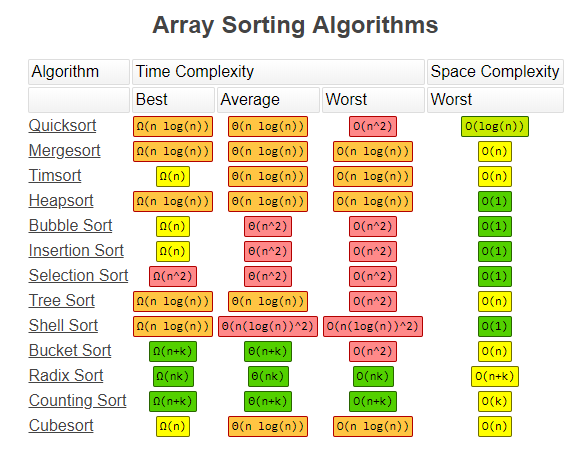 Array Sorting Algorithms
Algorithm Time Complexity Space Complexity
Best Average Worst Worst
Quicksort Ω(n log(n)) Θ(n log(n)) O(n^2) O(log(n))
Mergesort Ω(n log(n)) Θ(n log(n)) O(n log(n)) O(n)
Timsort Ω(n) Θ(n log(n)) O(n log(n)) O(n)
Heapsort Ω(n log(n)) Θ(n log(n)) O(n log(n)) O(1)
Bubble Sort Ω(n) Θ(n^2) O(n^2) O(1)
Insertion Sort Ω(n) Θ(n^2) O(n^2) O(1)
Selection Sort Ω(n^2) Θ(n^2) O(n^2) O(1)
Tree Sort Ω(n log(n)) Θ(n log(n)) O(n^2) O(n)
Shell Sort Ω(n log(n)) Θ(n(log(n))^2) O(n(log(n))^2) O(1)
Bucket Sort Ω(n+k) Θ(n+k) O(n^2) O(n)
Radix Sort Ω(nk) Θ(nk) O(nk) O(n+k)
Counting Sort Ω(n+k) Θ(n+k) O(n+k) O(k)
Cubesort Ω(n) Θ(n log(n)) O(n log(n)) O(n)